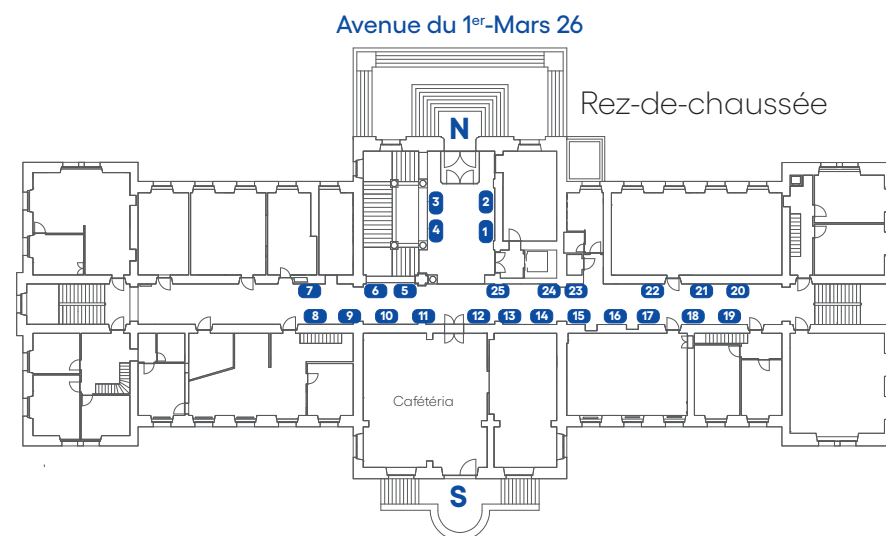 Avenue du 1er-Mars 26
Rez-de-chaussée
N
3 2
4 1
7 6 5 25 24 23 22 21 20
8 9 10 11 12 13 14 15 16 17 18 19
Cafétéria
S